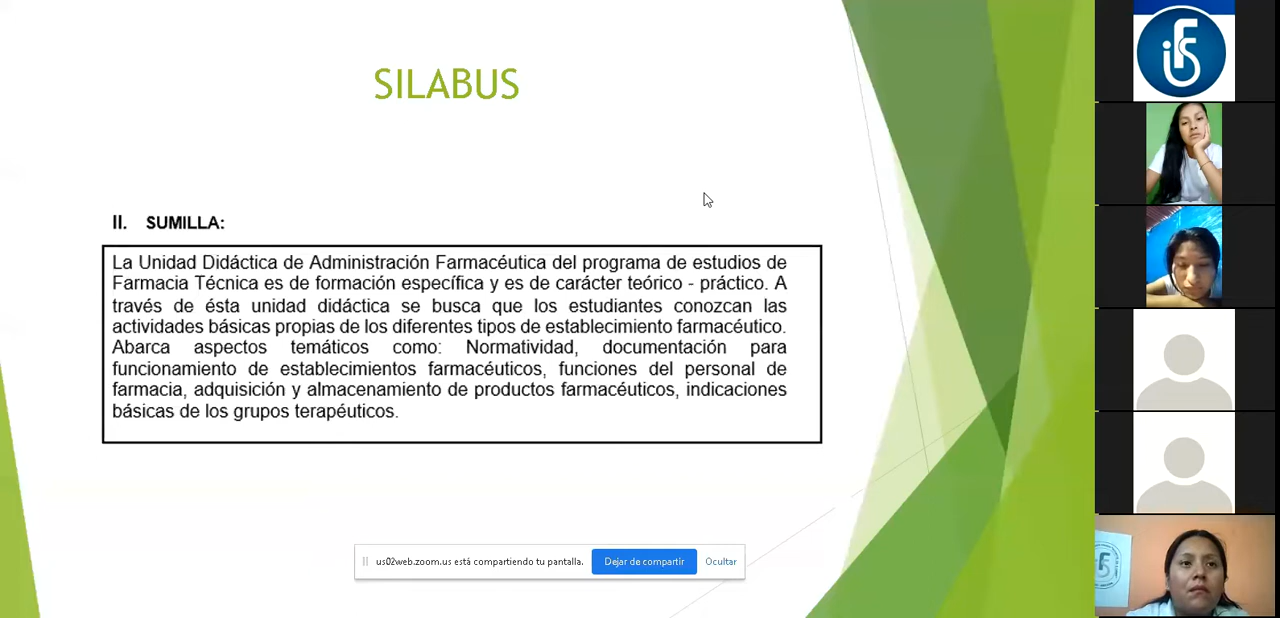 SILABUS
II. SUMILLA:
La Unidad Didáctica de Administración Farmacéutica del programa de estudios de
Farmacia Técnica es de formación específica y es de carácter teórico - práctico. A
través de ésta unidad didáctica se busca que los estudiantes conozcan las
actividades básicas propias de los diferentes tipos de establecimiento farmacéutico.
Abarca aspectos temáticos como: Normatividad, documentación para
funcionamiento de establecimientos farmacéuticos, funciones del personal de
farmacia, adquisición y almacenamiento de productos farmacéuticos, indicaciones
básicas de los grupos terapéuticos.
us02web.zoom.us está compartiendo tu pantalla.
Dejar de compartir
Ocultar